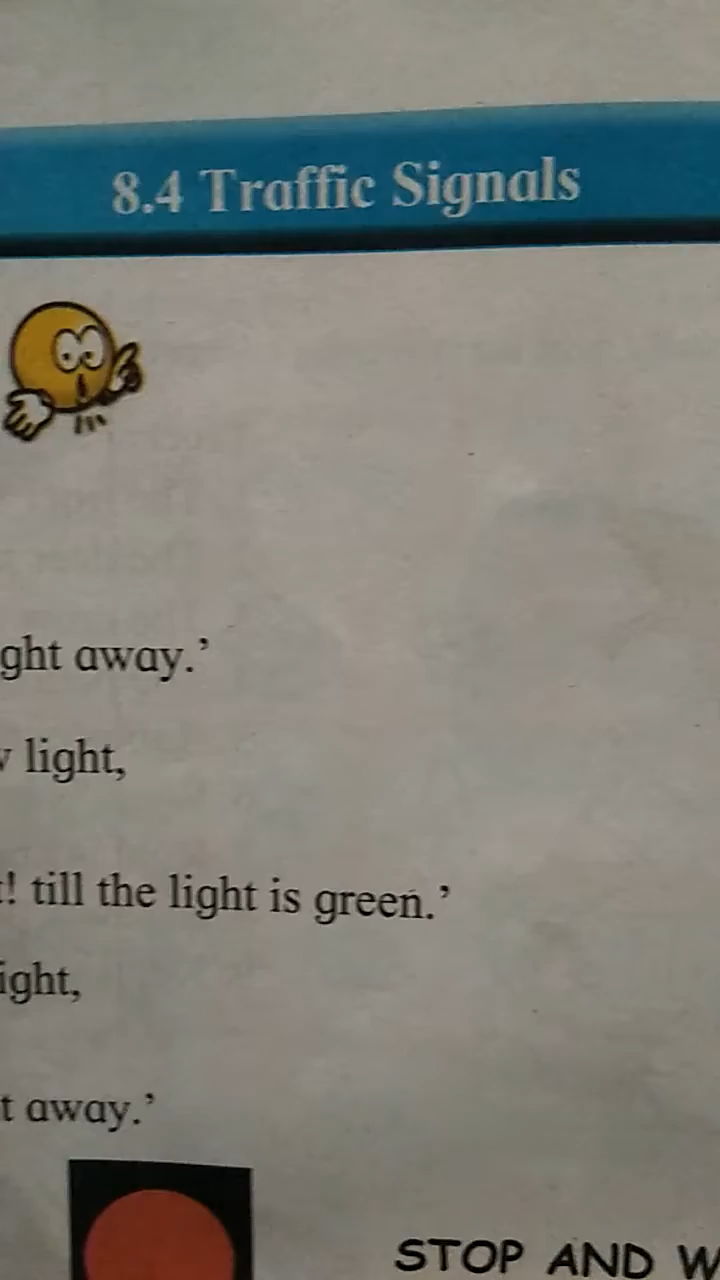 8.4 Traffic Signals
ght away.’
light,
! till the light is green.’
ight,
t away.’
STOP AND W